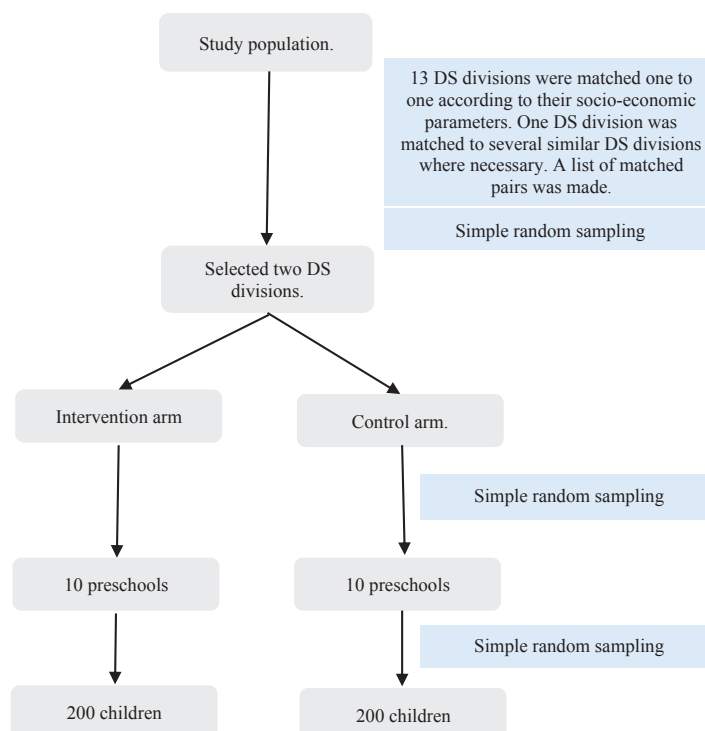 Study population.
13 DS divisions were matched one to
one according to their socio-economic
parameters. One DS division was
matched to several similar DS divisions
where necessary. A list of matched
pairs was made.
Simple random sampling
Selected two DS
divisions.
Intervention arm
Control arm.
Simple random sampling
10 preschools
10 preschools
Simple random sampling
200 children
200 children